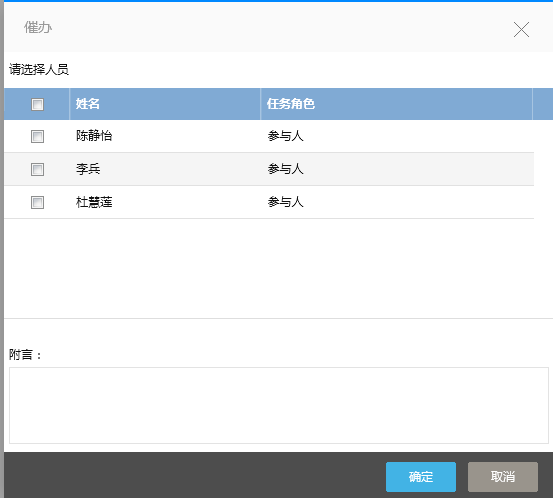 催办
请选择人员
姓名 任务角色
陈静怡 参与人
李兵 参与人
杜慧莲 参与人
附言：
确定 取消